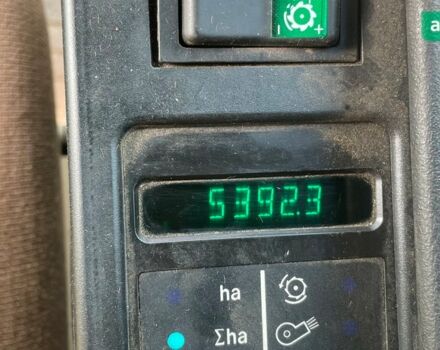 - +
a
5392.3
ha
Σha